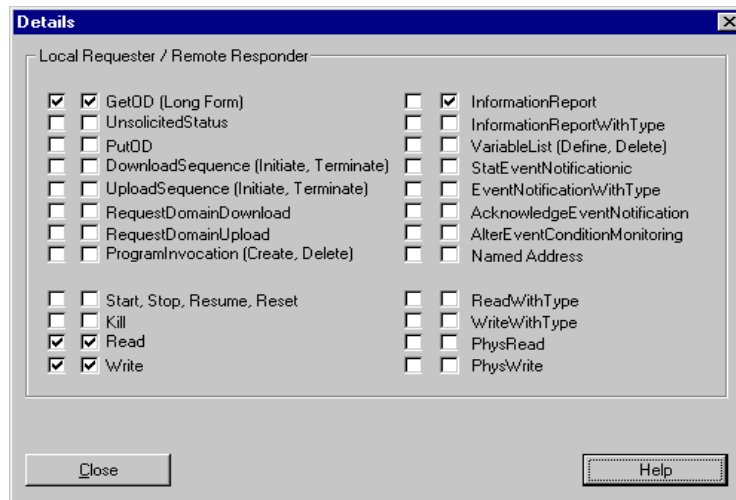 Details
Local Requester / Remote Responder
GetOD (Long Form)
UnsolicitedStatus
PutOD
DownloadSequence (Initiate, Terminate)
UploadSequence (Initiate, Terminate)
RequestDomainDownload
RequestDomainUpload
ProgramInvocation (Create, Delete)
Start, Stop, Resume, Reset
Kill
Read
Write
InformationReport
InformationReportWithType
VariableList (Define, Delete)
StatEventNotificationic
EventNotificationWithType
AcknowledgeEventNotification
AlterEventConditionMonitoring
Named Address
ReadWithType
WriteWithType
PhysRead
PhysWrite
Close
Help